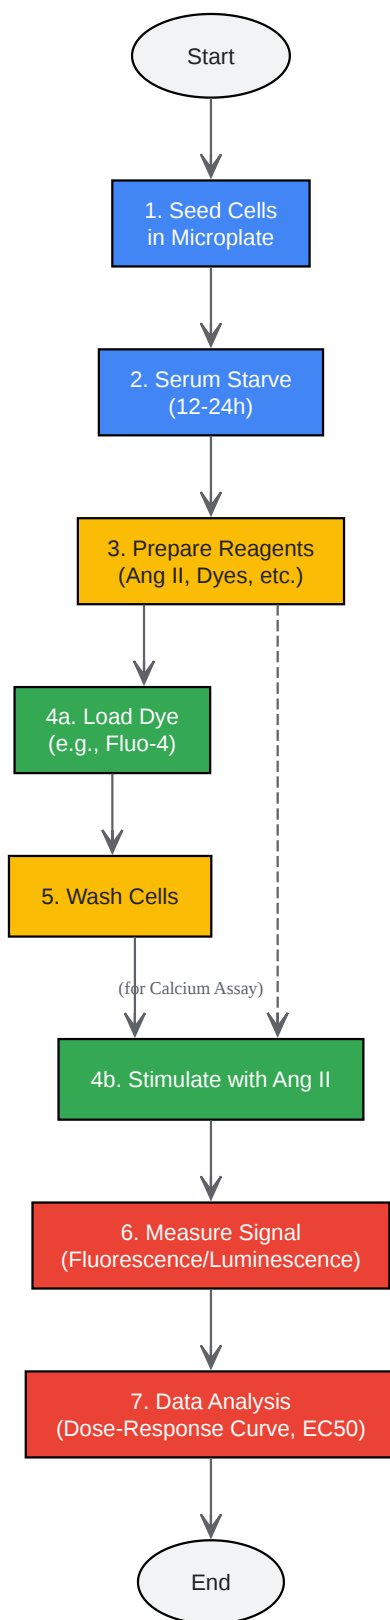 Start
1. Seed Cells
in Microplate
2. Serum Starve
(12-24h)
3. Prepare Reagents
(Ang II, Dyes, etc.)
4a. Load Dye
(e.g., Fluo-4)
5. Wash Cells
(for Calcium Assay)
4b. Stimulate with Ang II
6. Measure Signal
(Fluorescence/Luminescence)
7. Data Analysis
(Dose-Response Curve, EC50)
End